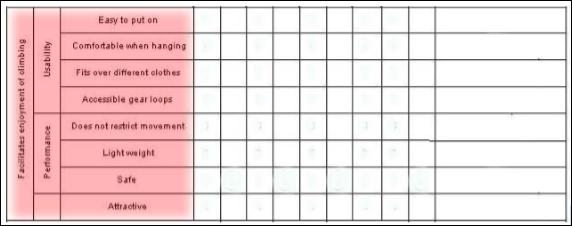 Facilitates enjoyment of climbing
Usability
Easy to put on
Comfortable when hanging
Fits over different clothes
Accessible gear loops
Performance
Does not restrict movement
Light weight
Safe
Attractive